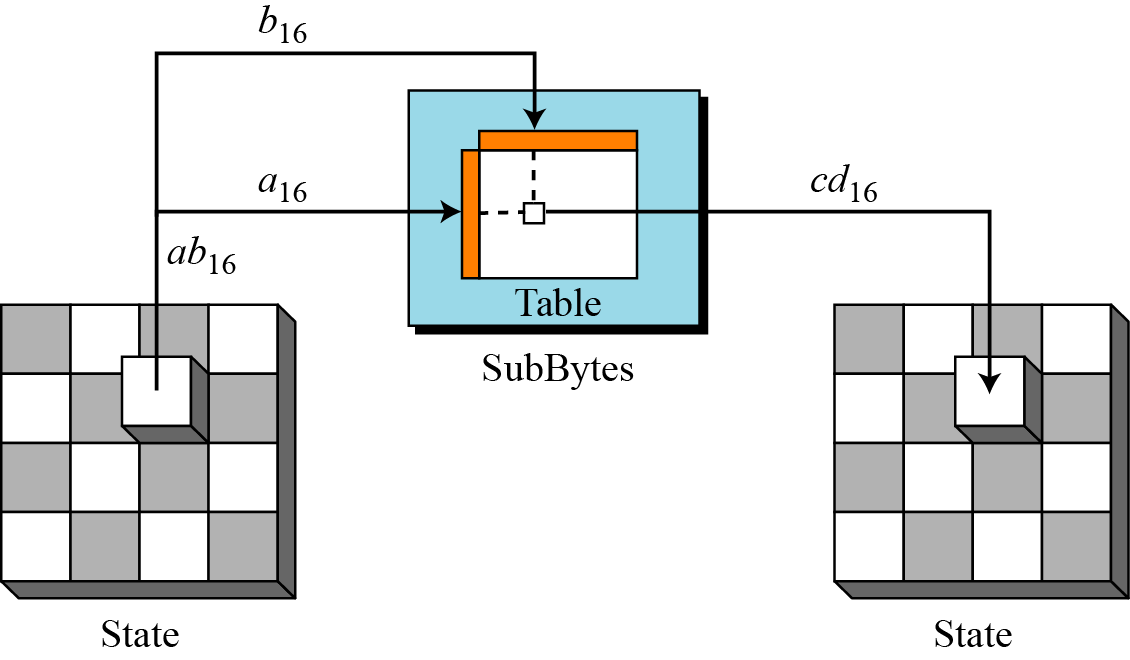 b16
a16
cd16
ab16
Table
SubBytes
State
State